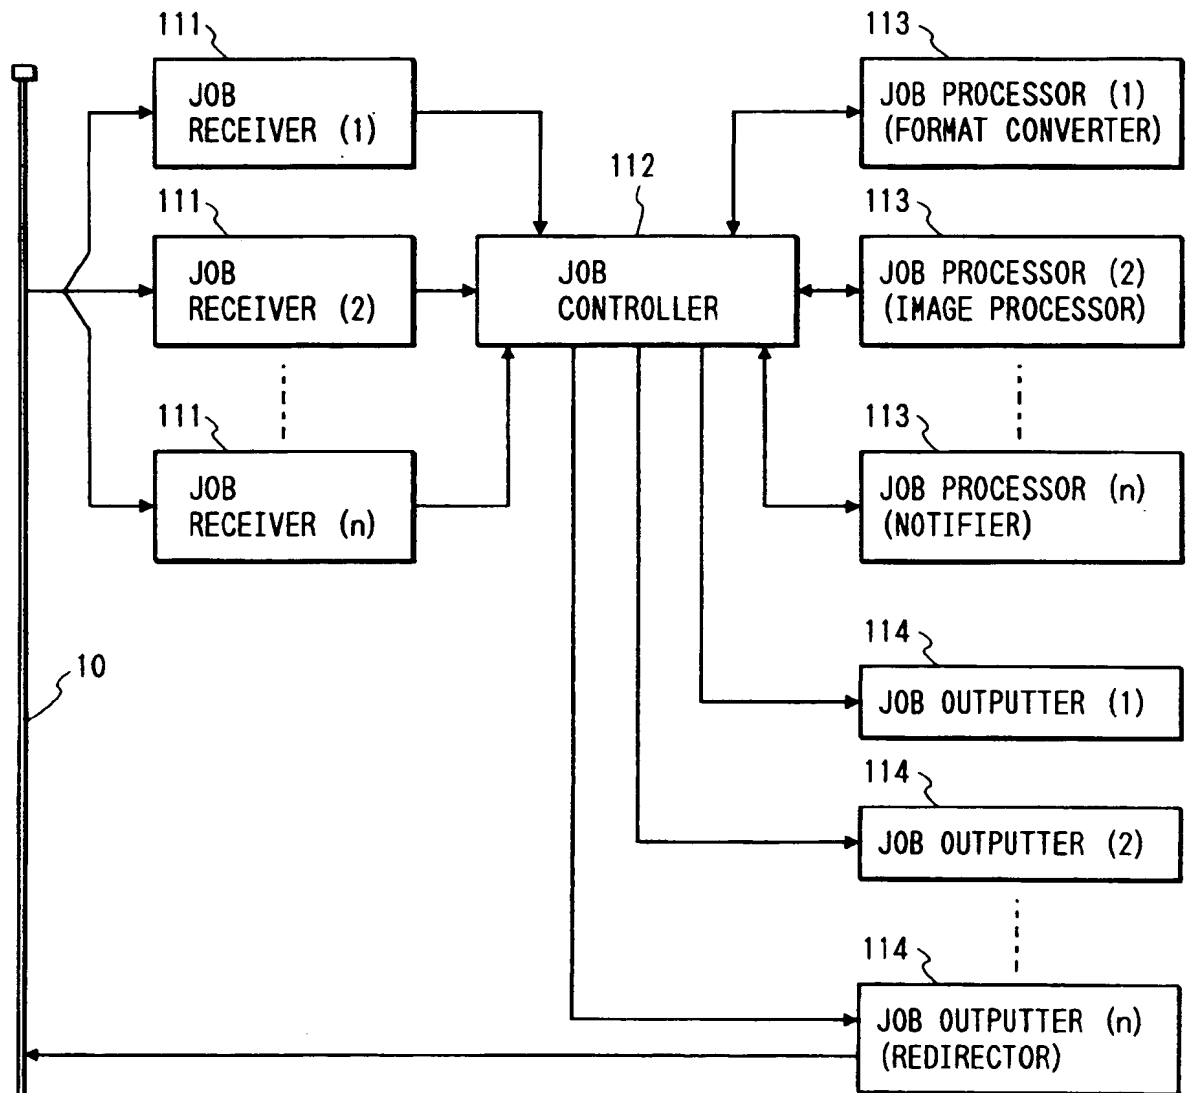 111
JOB
RECEIVER (1)
113
JOB PROCESSOR (1)
(FORMAT CONVERTER)
111
JOB
RECEIVER (2)
112
JOB
CONTROLLER
113
JOB PROCESSOR (2)
(IMAGE PROCESSOR)
111
JOB
RECEIVER (n)
113
JOB PROCESSOR (n)
(NOTIFIER)
10
114
JOB OUTPUTTER (1)
114
JOB OUTPUTTER (2)
114
JOB OUTPUTTER (n)
(REDIRECTOR)